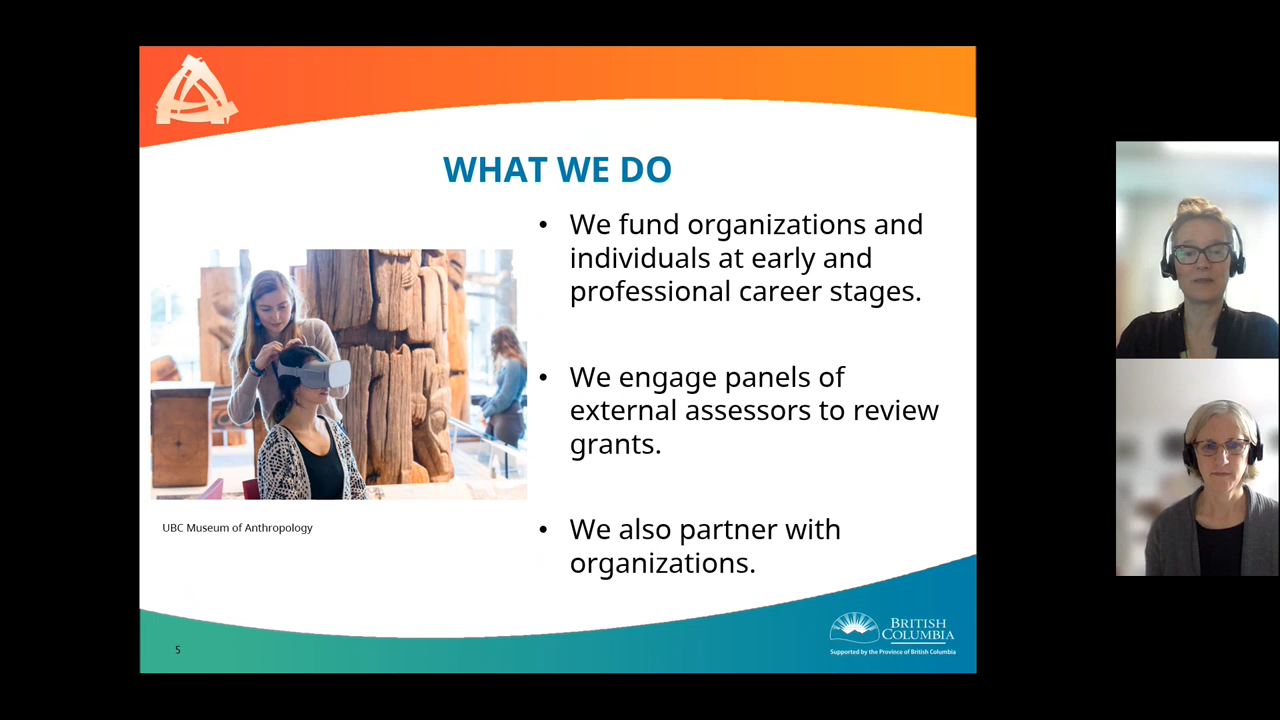 WHAT WE DO
• We fund organizations and
individuals at early and
professional career stages.
• We engage panels of
external assessors to review
grants.
• We also partner with
organizations.
UBC Museum of Anthropology
5
BRITISH
COLUMBIA
Supported by the Province of British Columbia